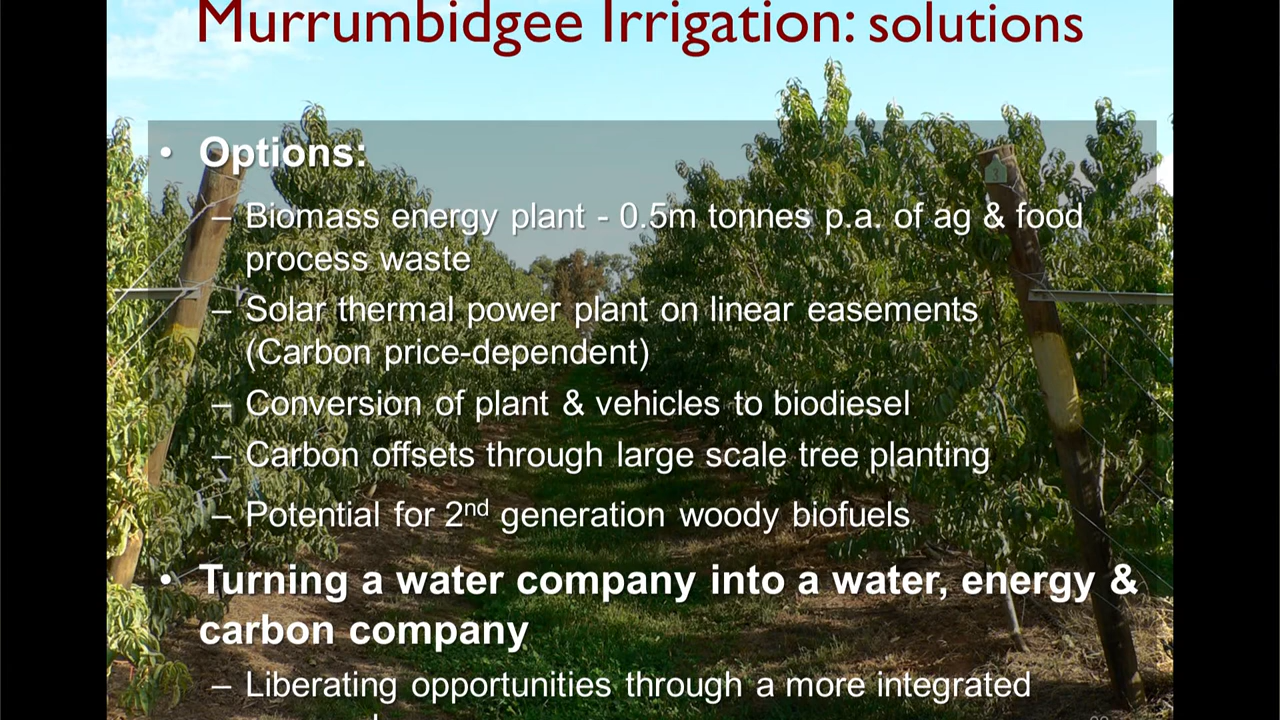 Murrumbidgee Irrigation: solutions
• Options:
– Biomass energy plant - 0.5m tonnes p.a. of ag & food
process waste
– Solar thermal power plant on linear easements
(Carbon price-dependent)
– Conversion of plant & vehicles to biodiesel
– Carbon offsets through large scale tree planting
– Potential for 2nd generation woody biofuels
• Turning a water company into a water, energy &
carbon company
– Liberating opportunities through a more integrated